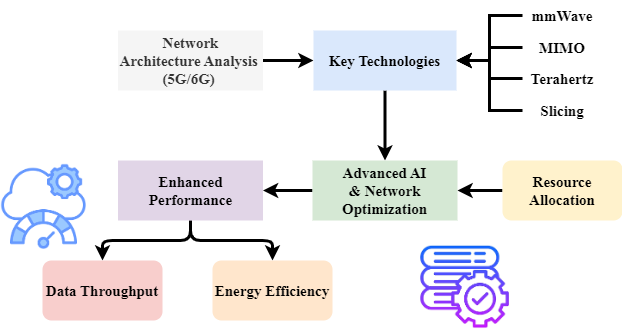 mmWave
Network
Architecture Analysis
(5G/6G)
Key Technologies
MIMO
Terahertz
Slicing
Enhanced
Performance
Advanced AI
& Network
Optimization
Resource
Allocation
Data Throughput
Energy Efficiency